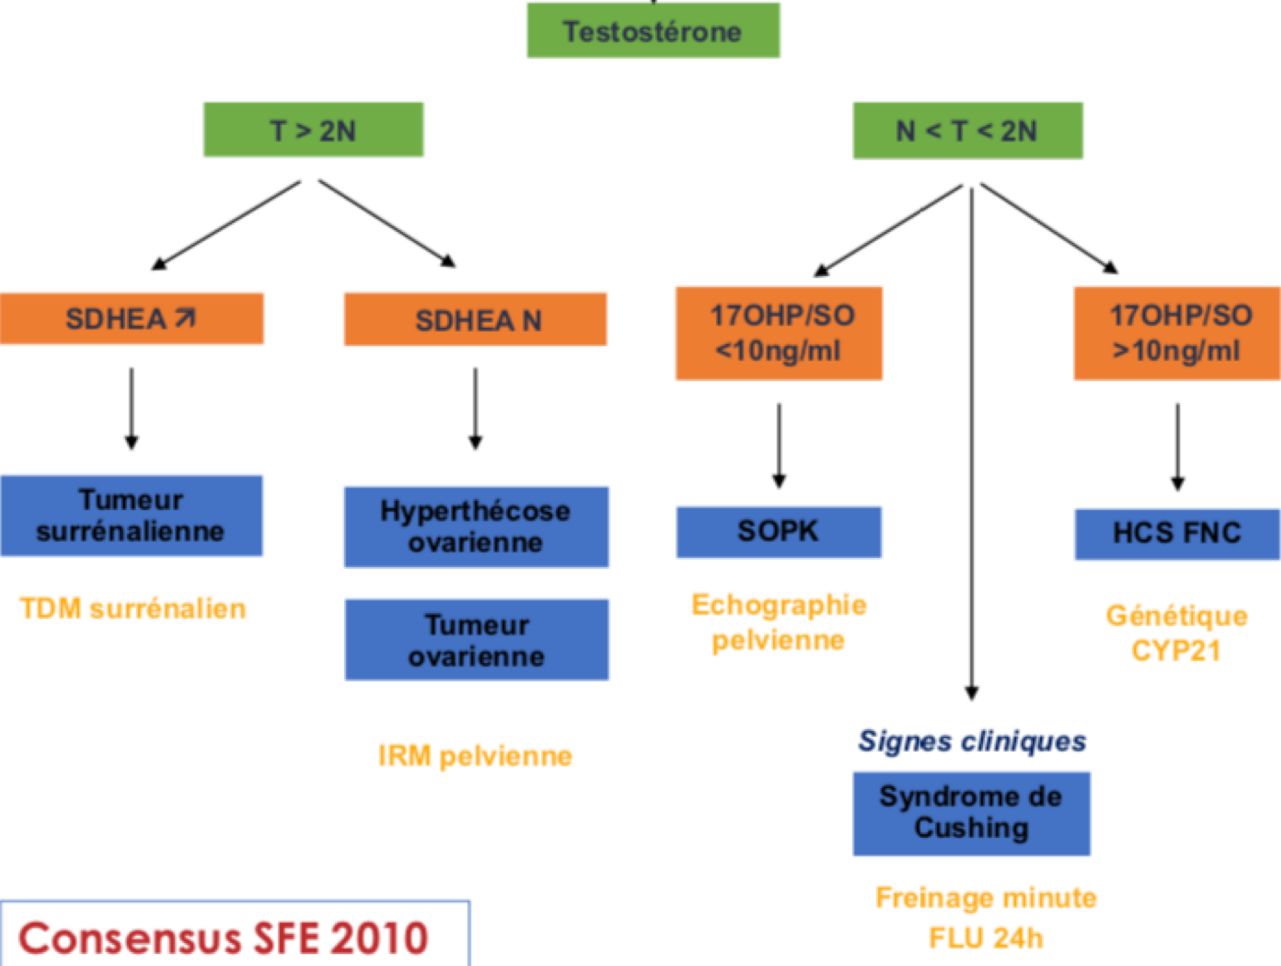 Testostérone
T > 2N
N < T < 2N
SDHEA ↗
SDHEA N
17OHP/SO
<10ng/ml
17OHP/SO
>10ng/ml
Tumeur
surrénalienne
Hyperthécose
ovarienne
SOPK
HCS FNC
TDM surrénalien
Tumeur
ovarienne
Echographie
pelvienne
Génétique
CYP21
IRM pelvienne
Signes cliniques
Syndrome de
Cushing
Freinage minute
FLU 24h
Consensus SFE 2010